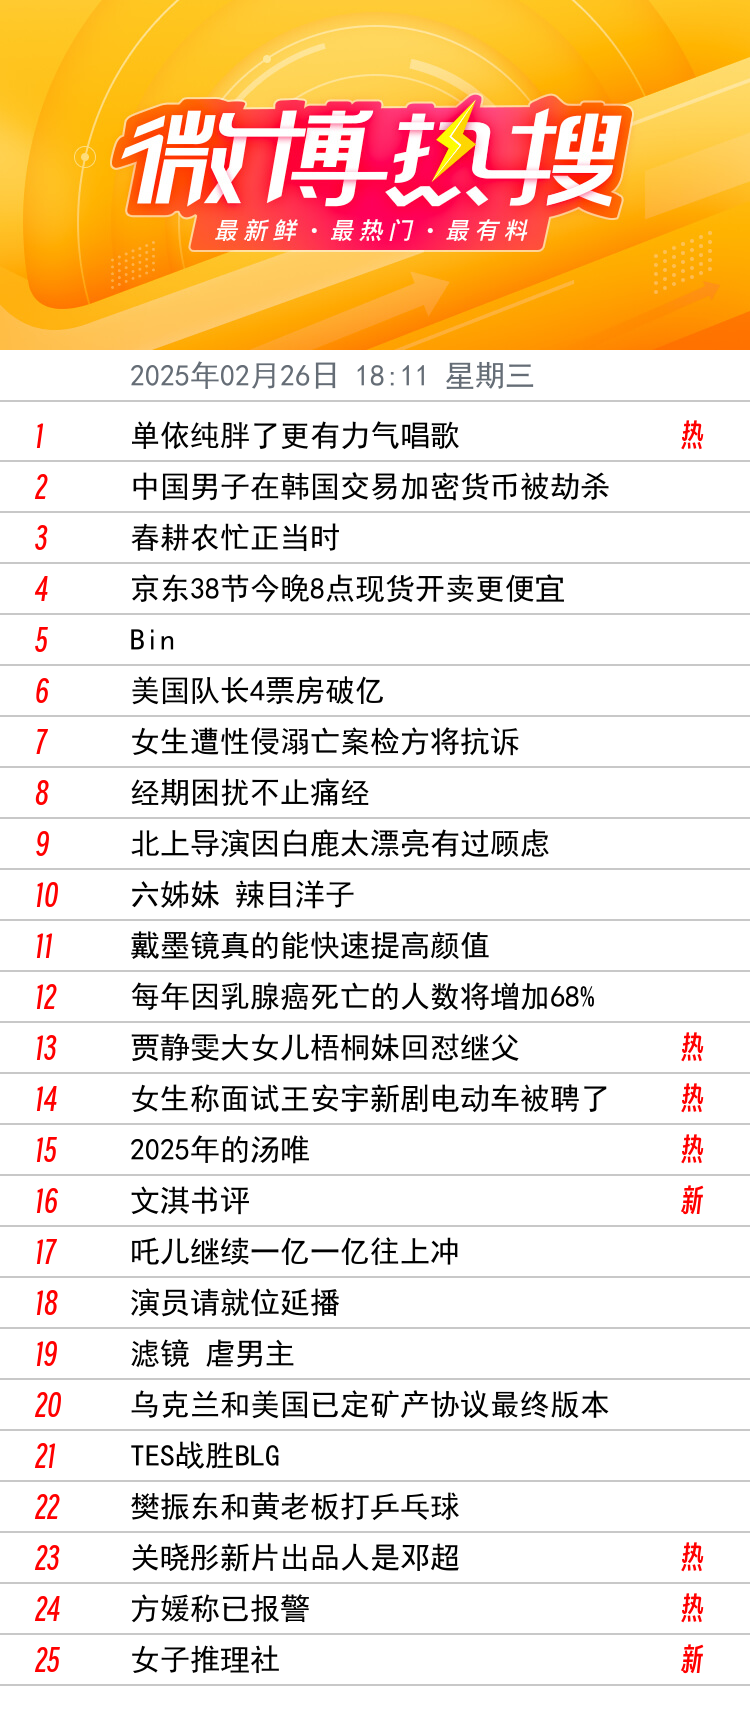 微博热搜
最新鲜·最热门·最有料
2025年02月26日 18:11 星期三
1 单依纯胖了更有力气唱歌 热
2 中国男子在韩国交易加密货币被劫杀
3 春耕农忙正当时
4 京东38节今晚8点现货开卖更便宜
5 Bin
6 美国队长4票房破亿
7 女生遭性侵溺亡案检方将抗诉
8 经期困扰不止痛经
9 北上导演因白鹿太漂亮有过顾虑
10 六姊妹 辣目洋子
11 戴墨镜真的能快速提高颜值
12 每年因乳腺癌死亡的人数将增加68%
13 贾静雯大女儿梧桐妹回怼继父 热
14 女生称面试王安宇新剧电动车被聘了 热
15 2025年的汤唯 热
16 文淇书评 新
17 吒儿继续一亿一亿往上冲
18 演员请就位延播
19 滤镜 虐男主
20 乌克兰和美国已定矿产协议最终版本
21 TES战胜BLG
22 樊振东和黄老板打乒乓球
23 关晓彤新片出品人是邓超 热
24 方媛称已报警 热
25 女子推理社 新